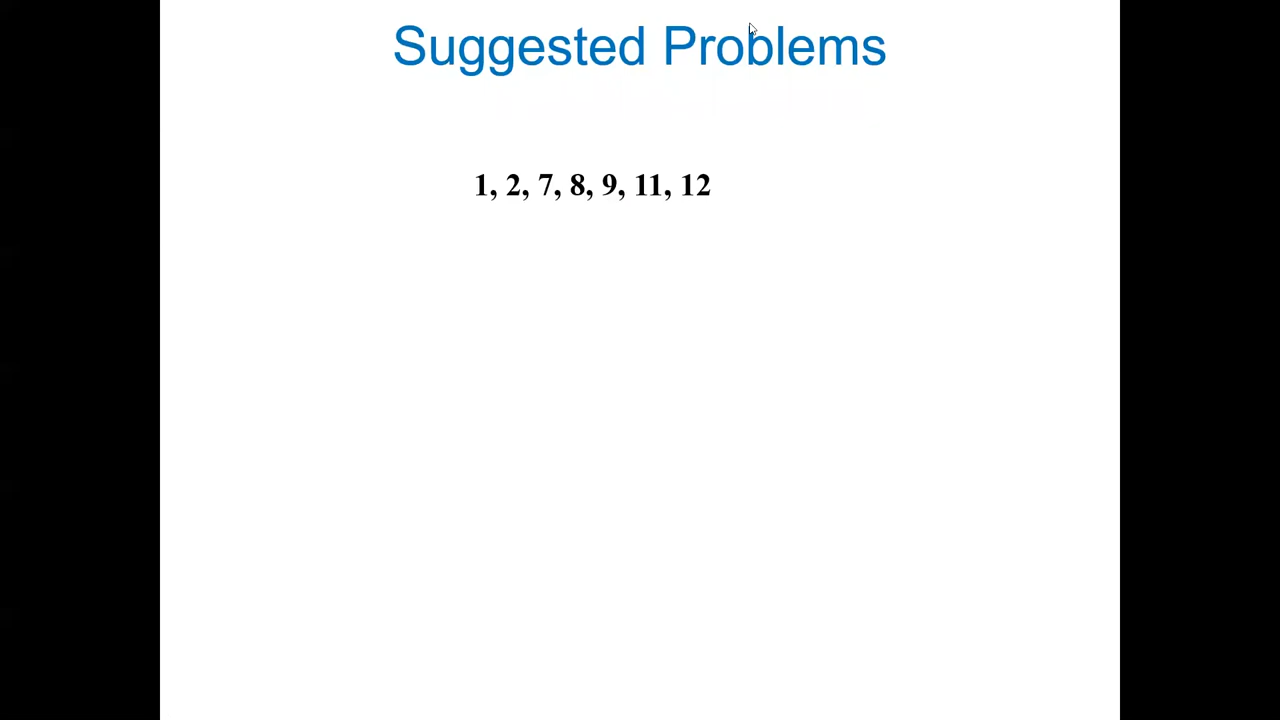 Suggested Problems
1, 2, 7, 8, 9, 11, 12